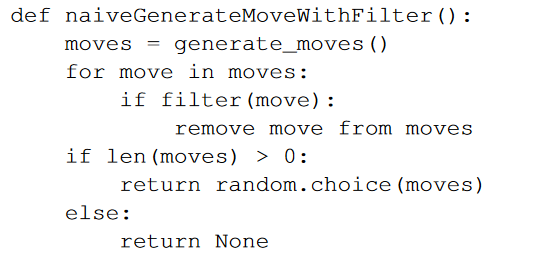 def naiveGenerateMoveWithFilter():
    moves = generate_moves()
    for move in moves:
        if filter(move):
            remove move from moves
    if len(moves) > 0:
        return random.choice(moves)
    else:
        return None